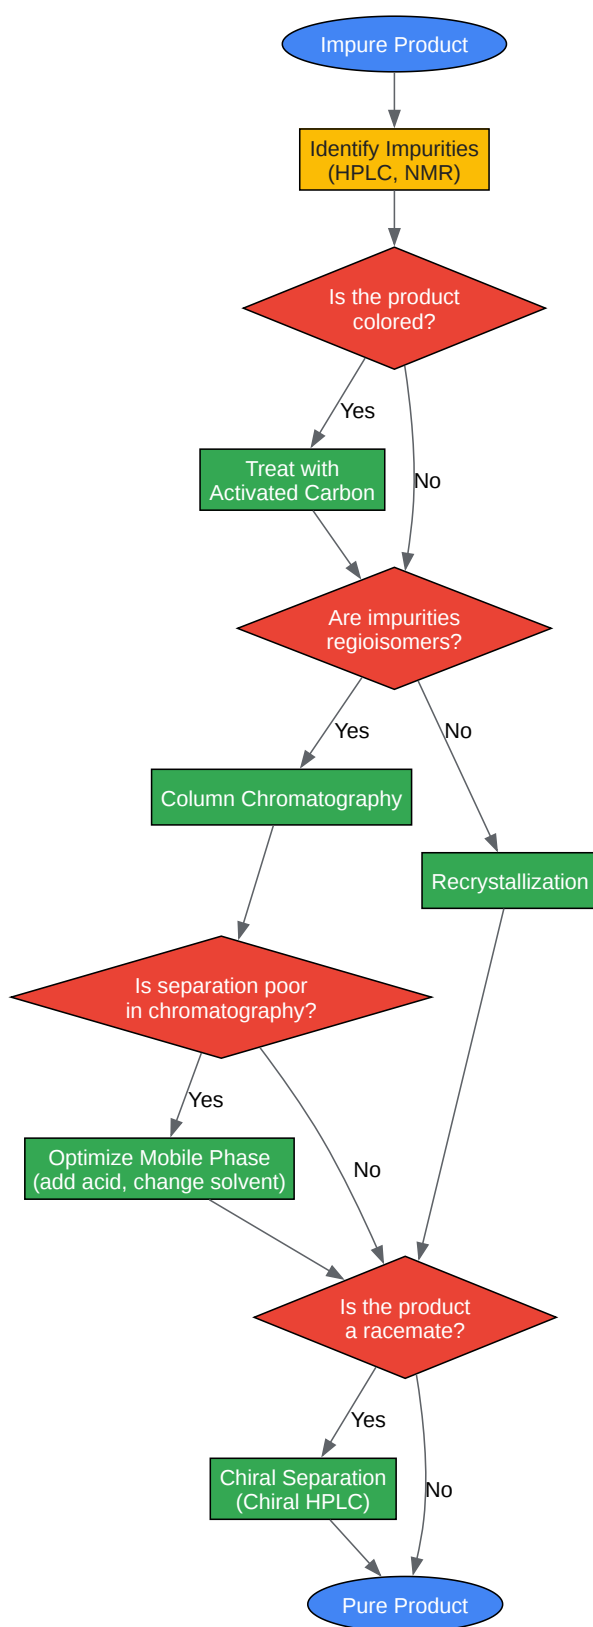 Impure Product
Identify Impurities
(HPLC, NMR)
Is the product
colored?
Yes
Treat with
Activated Carbon
No
Are impurities
regioisomers?
Yes
No
Column Chromatography
Recrystallization
Is separation poor
in chromatography?
Yes
Optimize Mobile Phase
(add acid, change solvent)
No
Is the product
a racemate?
Yes
Chiral Separation
(Chiral HPLC)
No
Pure Product